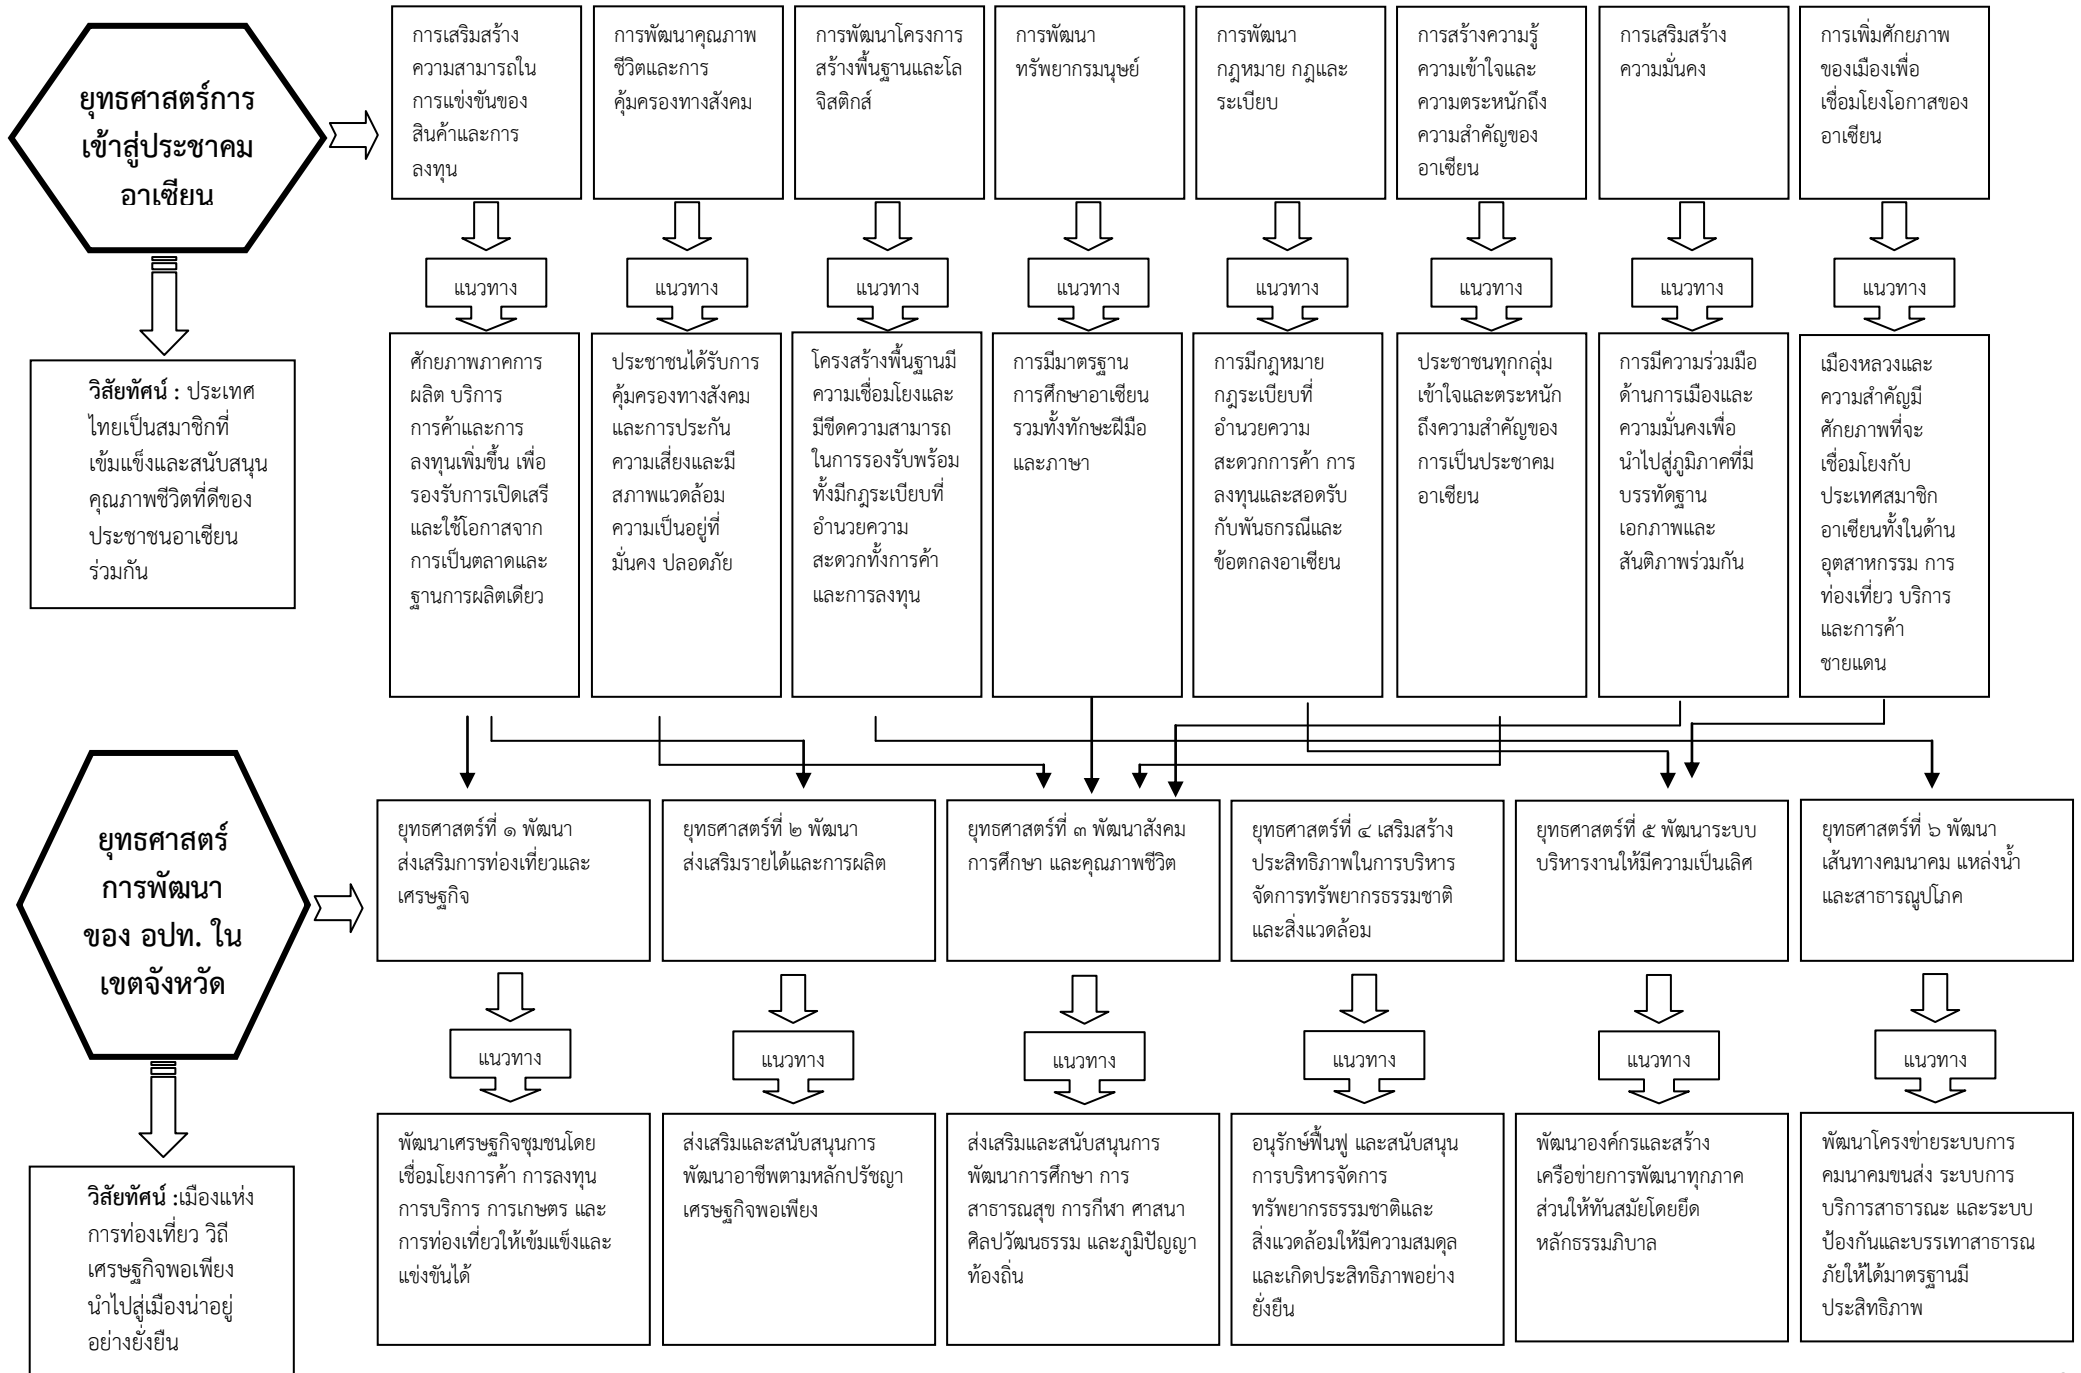 ยุทธศาสตร์การ
เข้าสู่ประชาคม
อาเซียน
การเสริมสร้าง
ความสามารถใน
การแข่งขันของ
สินค้าและการ
ลงทุน
การพัฒนาคุณภาพ
ชีวิตและการ
คุ้มครองทางสังคม
การพัฒนาโครงการ
สร้างพื้นฐานและโล
จิสติกส์
การพัฒนา
ทรัพยากรมนุษย์
การพัฒนา
กฎหมาย กฎและ
ระเบียบ
การสร้างความรู้
ความเข้าใจและ
ความตระหนักถึง
ความสำคัญของ
อาเซียน
การเสริมสร้าง
ความมั่นคง
การเพิ่มศักยภาพ
ของเมืองเพื่อ
เชื่อมโยงโอกาสของ
อาเซียน
แนวทาง
แนวทาง
แนวทาง
แนวทาง
แนวทาง
แนวทาง
แนวทาง
แนวทาง
วิสัยทัศน์ : ประเทศ
ไทยเป็นสมาชิกที่
เข้มแข็งและสนับสนุน
คุณภาพชีวิตที่ดีของ
ประชาชนอาเซียน
ร่วมกัน
ศักยภาพภาคการ
ผลิต บริการ
การค้าและการ
ลงทุนเพิ่มขึ้น เพื่อ
รองรับการเปิดเสรี
และใช้โอกาสจาก
การเป็นตลาดและ
ฐานการผลิตเดียว
ประชาชนได้รับการ
คุ้มครองทางสังคม
และการประกัน
ความเสี่ยงและมี
สภาพแวดล้อม
ความเป็นอยู่ที่
มั่นคง ปลอดภัย
โครงสร้างพื้นฐานมี
ความเชื่อมโยงและ
มีขีดความสามารถ
ในการรองรับพร้อม
ทั้งมีกฎระเบียบที่
อำนวยความ
สะดวกทั้งการค้า
และการลงทุน
การมีมาตรฐาน
การศึกษาอาเซียน
รวมทั้งทักษะฝีมือ
และภาษา
การมีกฎหมาย
กฎระเบียบที่
อำนวยความ
สะดวกการค้า การ
ลงทุนและสอดรับ
กับพันธกรณีและ
ข้อตกลงอาเซียน
ประชาชนทุกกลุ่ม
เข้าใจและตระหนัก
ถึงความสำคัญของ
การเป็นประชาคม
อาเซียน
การมีความร่วมมือ
ด้านการเมืองและ
ความมั่นคงเพื่อ
นำไปสู่ภูมิภาคที่มี
บรรทัดฐาน
เอกภาพและ
สันติภาพร่วมกัน
เมืองหลวงและ
ความสำคัญมี
ศักยภาพที่จะ
เชื่อมโยงกับ
ประเทศสมาชิก
อาเซียนทั้งในด้าน
อุตสาหกรรม การ
ท่องเที่ยว บริการ
และการค้า
ชายแดน
ยุทธศาสตร์
การพัฒนา
ของ อปท. ใน
เขตจังหวัด
ยุทธศาสตร์ที่ ๑ พัฒนา
ส่งเสริมการท่องเที่ยวและ
เศรษฐกิจ
ยุทธศาสตร์ที่ ๒ พัฒนา
ส่งเสริมรายได้และการผลิต
ยุทธศาสตร์ที่ ๓ พัฒนาสังคม
การศึกษา และคุณภาพชีวิต
ยุทธศาสตร์ที่ ๔ เสริมสร้าง
ประสิทธิภาพในการบริหาร
จัดการทรัพยากรธรรมชาติ
และสิ่งแวดล้อม
ยุทธศาสตร์ที่ ๕ พัฒนาระบบ
บริหารงานให้มีความเป็นเลิศ
ยุทธศาสตร์ที่ ๖ พัฒนา
เส้นทางคมนาคม แหล่งน้ำ
และสาธารณูปโภค
แนวทาง
แนวทาง
แนวทาง
แนวทาง
แนวทาง
แนวทาง
วิสัยทัศน์ :เมืองแห่ง
การท่องเที่ยว วิถี
เศรษฐกิจพอเพียง
นำไปสู่เมืองน่าอยู่
อย่างยั่งยืน
พัฒนาเศรษฐกิจชุมชนโดย
เชื่อมโยงการค้า การลงทุน
การบริการ การเกษตร และ
การท่องเที่ยวให้เข้มแข็งและ
แข่งขันได้
ส่งเสริมและสนับสนุนการ
พัฒนาอาชีพตามหลักปรัชญา
เศรษฐกิจพอเพียง
ส่งเสริมและสนับสนุนการ
พัฒนาการศึกษา การ
สาธารณสุข การกีฬา ศาสนา
ศิลปวัฒนธรรม และภูมิปัญญา
ท้องถิ่น
อนุรักษ์ฟื้นฟู และสนับสนุน
การบริหารจัดการ
ทรัพยากรธรรมชาติและ
สิ่งแวดล้อมให้มีความสมดุล
และเกิดประสิทธิภาพอย่าง
ยั่งยืน
พัฒนาองค์กรและสร้าง
เครือข่ายการพัฒนาทุกภาค
ส่วนให้ทันสมัยโดยยึด
หลักธรรมภิบาล
พัฒนาโครงข่ายระบบการ
คมนาคมขนส่ง ระบบการ
บริการสาธารณะ และระบบ
ป้องกันและบรรเทาสาธารณ
ภัยให้ได้มาตรฐานมี
ประสิทธิภาพ